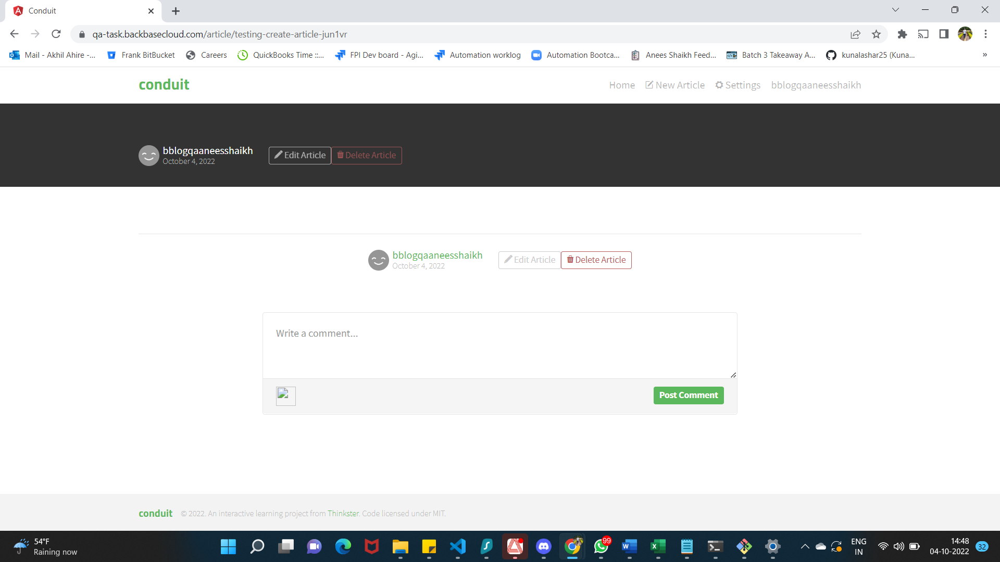 Conduit
qa-task.backbasecloud.com/article/testing-create-article-jun1vr
Mail - Akhil Ahire -... Frank BitBucket Careers QuickBooks Time ::... FPI Dev board - Agi... Automation worklog Automation Bootca... Anees Shaikh Feed... Batch 3 Takeaway A... kunalashar25 (Kuna... »
conduit Home New Article Settings bblogqaaneesshaikh
bblogqaaneesshaikh
October 4, 2022
Edit Article Delete Article
bblogqaaneesshaikh
October 4, 2022
Edit Article Delete Article
Write a comment...
Post Comment
conduit © 2022. An interactive learning project from Thinkster. Code licensed under MIT.
54°F
Raining now
99
ENG
IN
14:48
04-10-2022
32